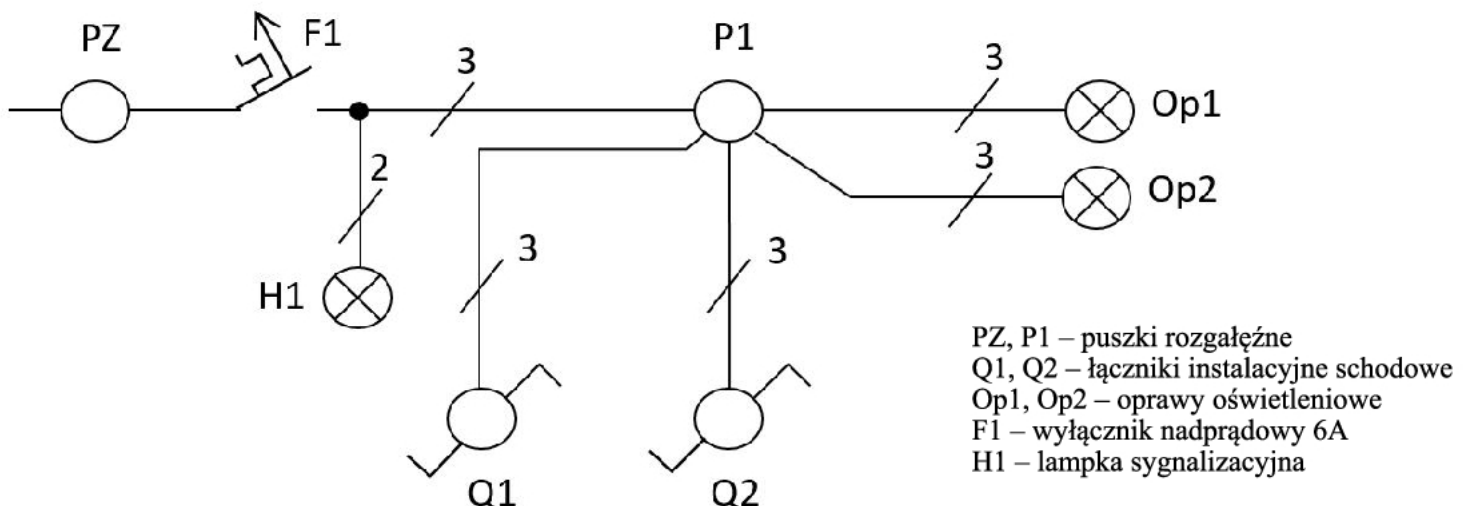 PZ
F1
P1
3
3
Op1
2
3
Op2
3
3
H1
Q1
Q2
PZ, P1 – puszki rozgałęźne
Q1, Q2 – łączniki instalacyjne schodowe
Op1, Op2 – oprawy oświetleniowe
F1 – wyłącznik nadprądowy 6A
H1 – lampka sygnalizacyjna